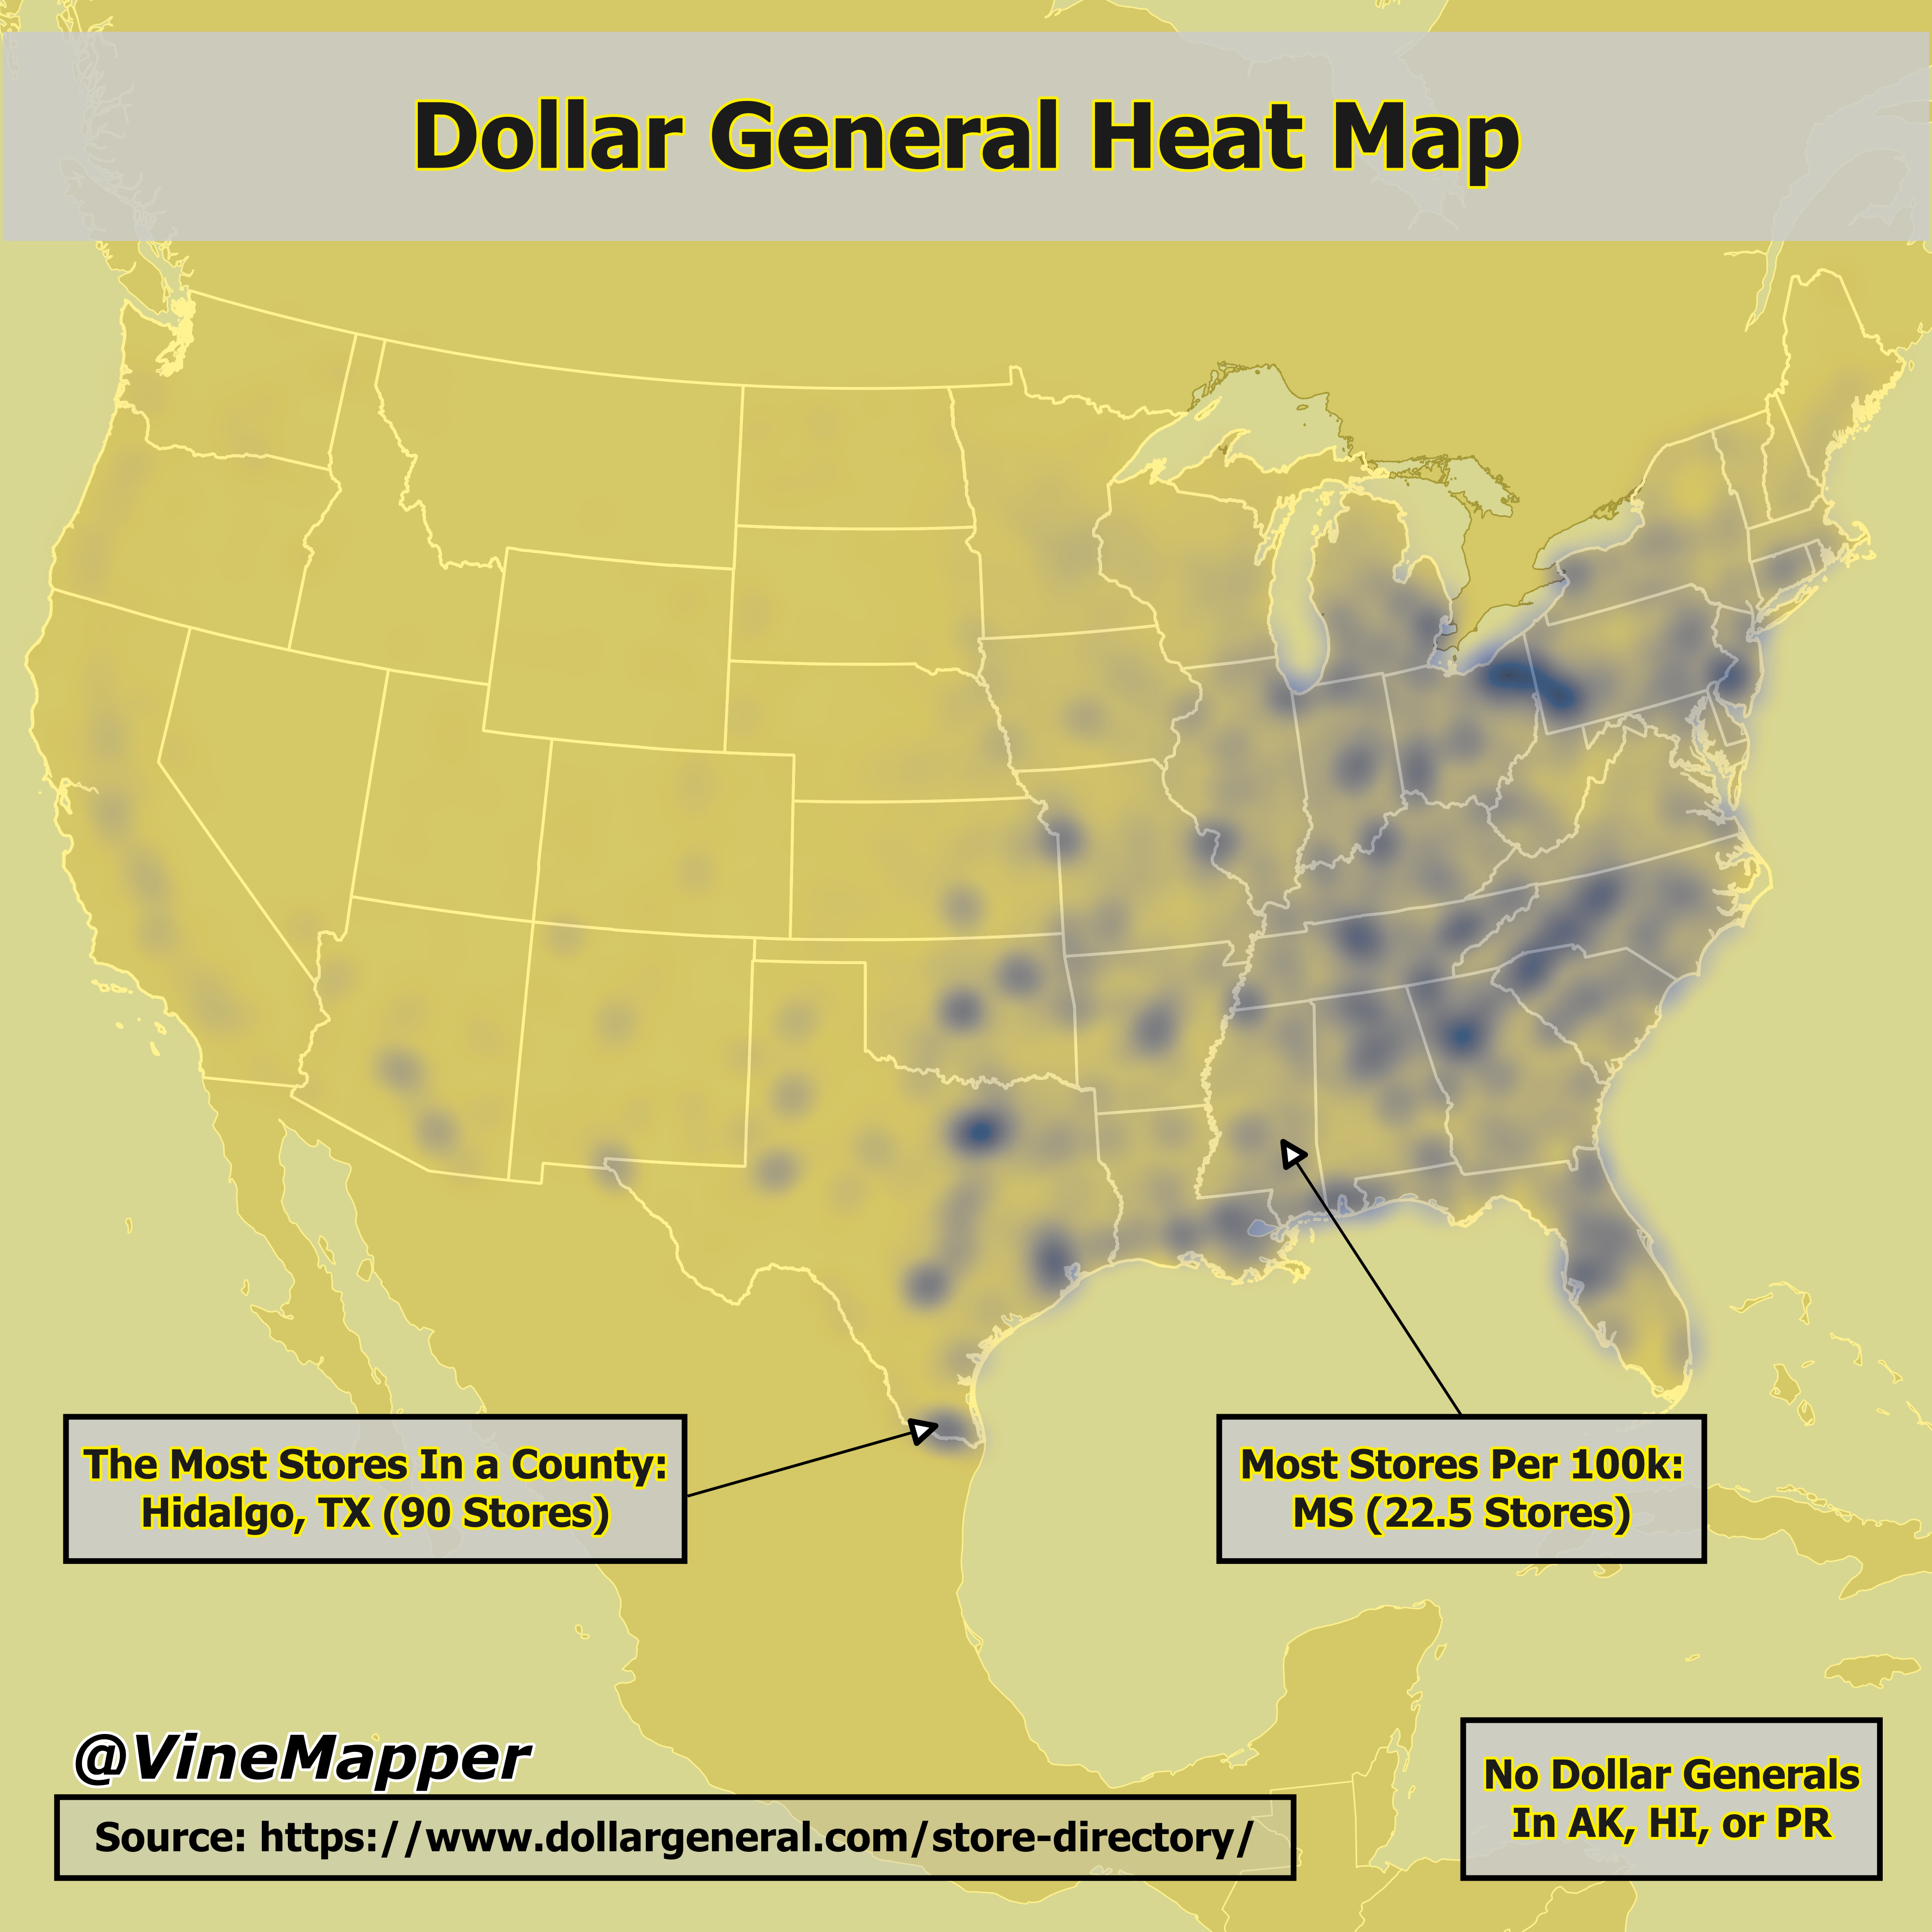 Dollar General Heat Map
The Most Stores In a County:
Hidalgo, TX (90 Stores)
Most Stores Per 100k:
MS (22.5 Stores)
@VineMapper
Source: https://www.dollargeneral.com/store-directory/
No Dollar Generals
In AK, HI, or PR